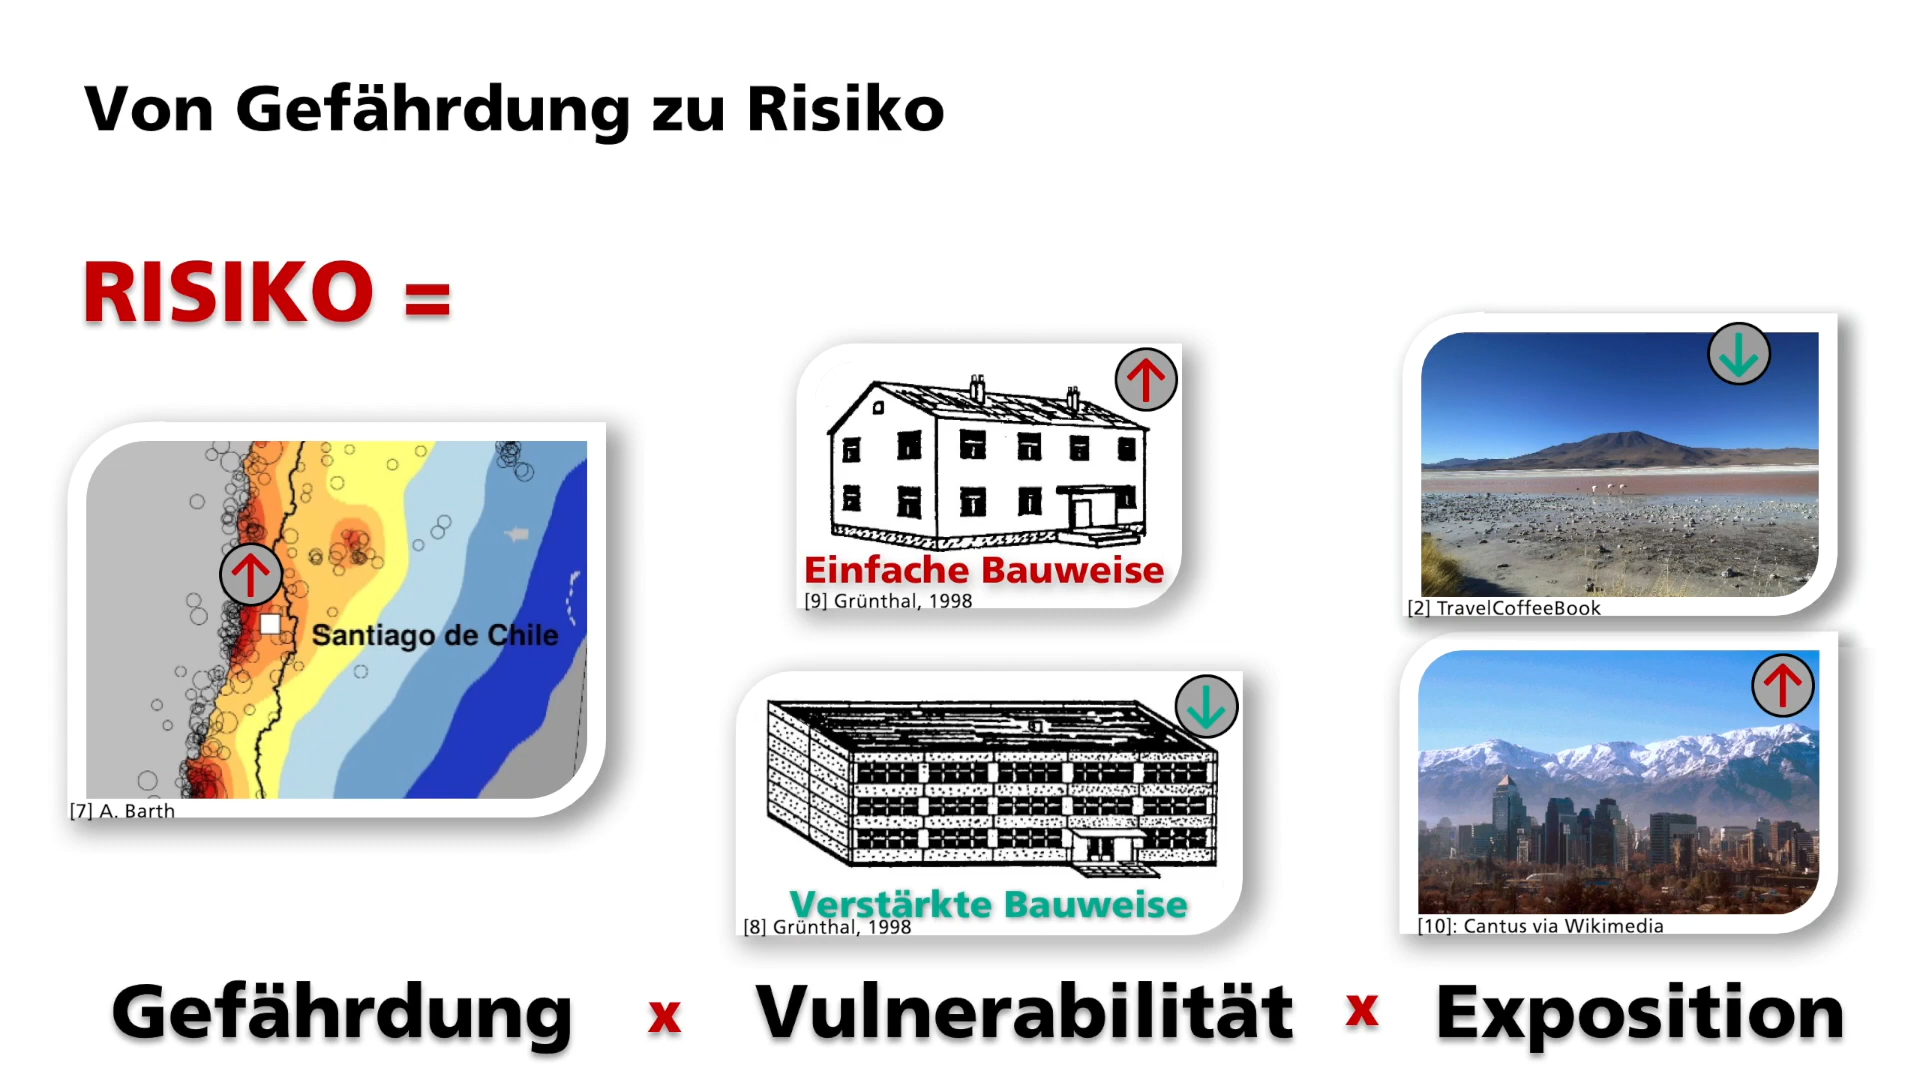 Von Gefährdung zu Risiko
RISIKO =
Santiago de Chile
[7] A. Barth
Einfache Bauweise
[9] Grünthal, 1998
Verstärkte Bauweise
[8] Grünthal, 1998
[2] TravelCoffeeBook
[10]: Cantus via Wikimedia
Gefährdung x Vulnerabilität x Exposition